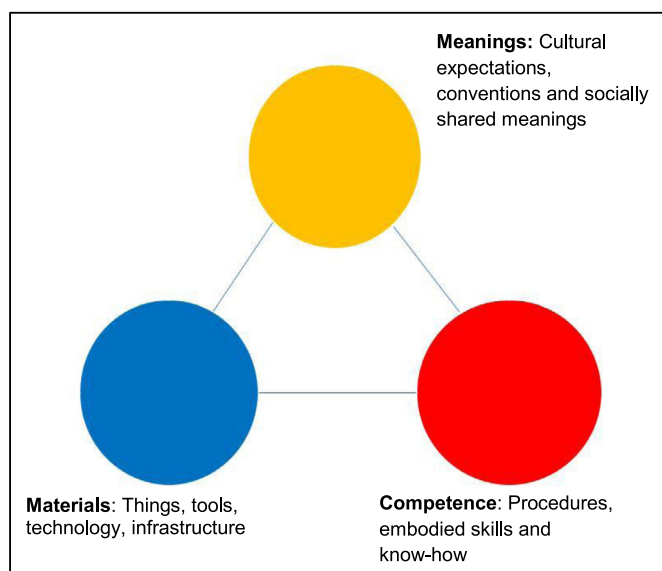 Meanings: Cultural
expectations,
conventions and socially
shared meanings
Materials: Things, tools,
technology, infrastructure
Competence: Procedures,
embodied skills and
know-how